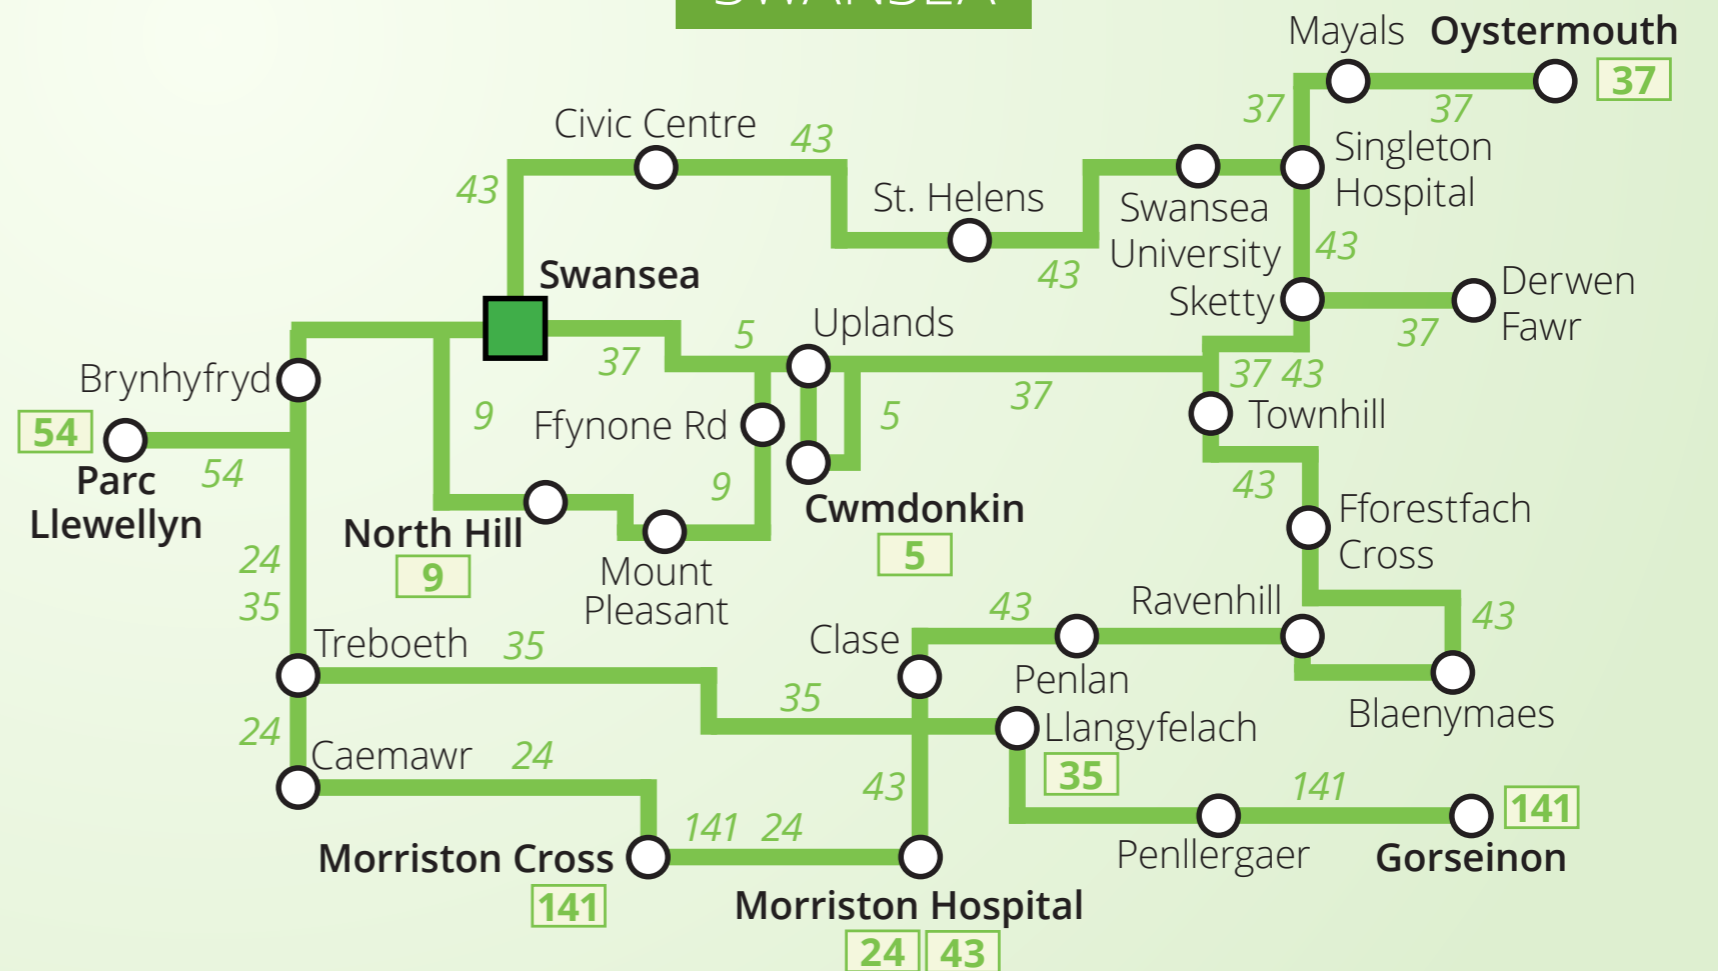 SWANSEA
Mayals
Oystermouth
37
37
37
Civic Centre
43
43
Singleton
Hospital
St. Helens
Swansea
University
43
43
Swansea
Sketty
Derwen
Fawr
37
Uplands
5
37
Brynhyfryd
37 43
37
9
Ffynone Rd
5
Townhill
54
54
Parc
Llewellyn
9
43
North Hill
9
Cwmdonkin
5
Fforestfach
Cross
24
35
Mount
Pleasant
43
Ravenhill
43
Treboeth
35
Clase
Penlan
35
Blaenymaes
24
Caemawr
24
Llangyfelach
35
43
141
141
141 24
Morriston Cross
141
Penllergaer
Gorseinon
Morriston Hospital
24
43